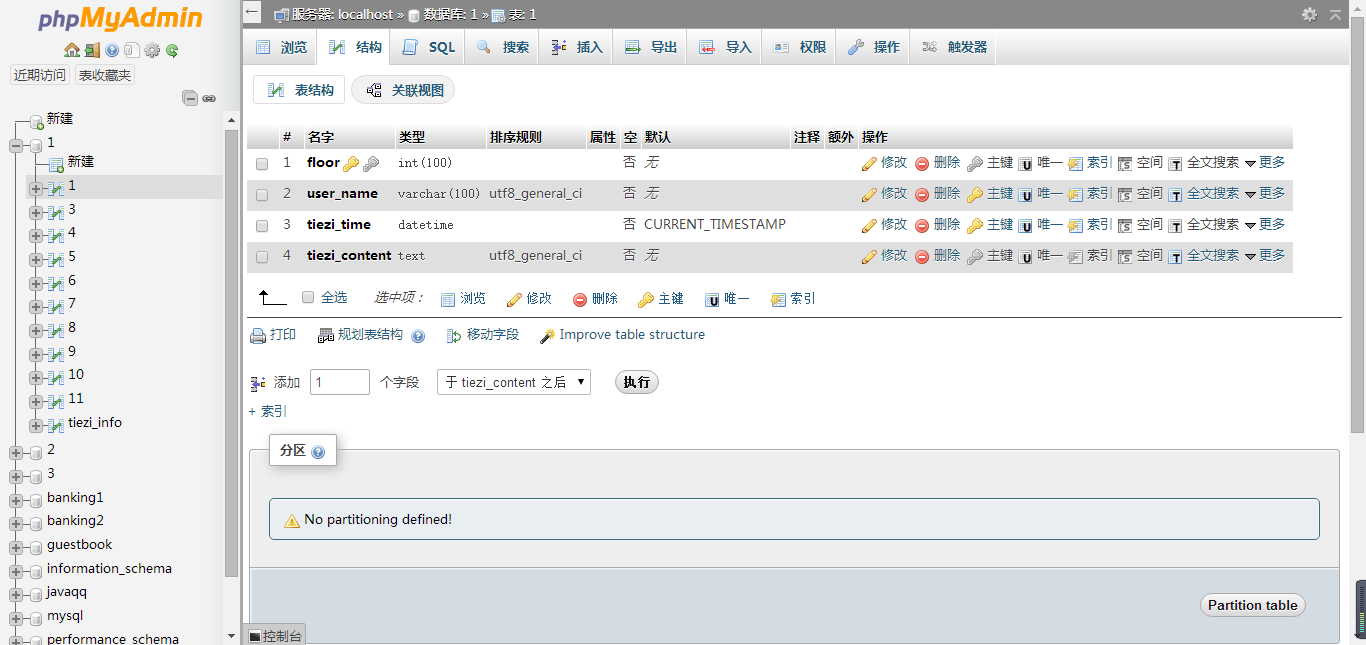 phpMyAdmin
近期访问 表收藏夹
新建
1
新建
1
3
4
5
6
7
8
9
10
11
tiezi_info
2
3
banking1
banking2
guestbook
information_schema
javaqq
mysql
performance_schema
服务器: localhost » 数据库: 1 » 表: 1
浏览 结构 SQL 搜索 插入 导出 导入 权限 操作 触发器
表结构 关联视图
# 名字 类型 排序规则 属性 空 默认 注释 额外 操作
1 floor int(100) 否 无 修改 删除 主键 唯一 索引 空间 全文搜索 更多
2 user_name varchar(100) utf8_general_ci 否 无 修改 删除 主键 唯一 索引 空间 全文搜索 更多
3 tiezi_time datetime 否 CURRENT_TIMESTAMP 修改 删除 主键 唯一 索引 空间 全文搜索 更多
4 tiezi_content text utf8_general_ci 否 无 修改 删除 主键 唯一 索引 空间 全文搜索 更多
全选 选中项： 浏览 修改 删除 主键 唯一 索引
打印 规划表结构 移动字段 Improve table structure
添加 1 个字段 于 tiezi_content 之后 执行
+ 索引
分区
No partitioning defined!
Partition table
控制台